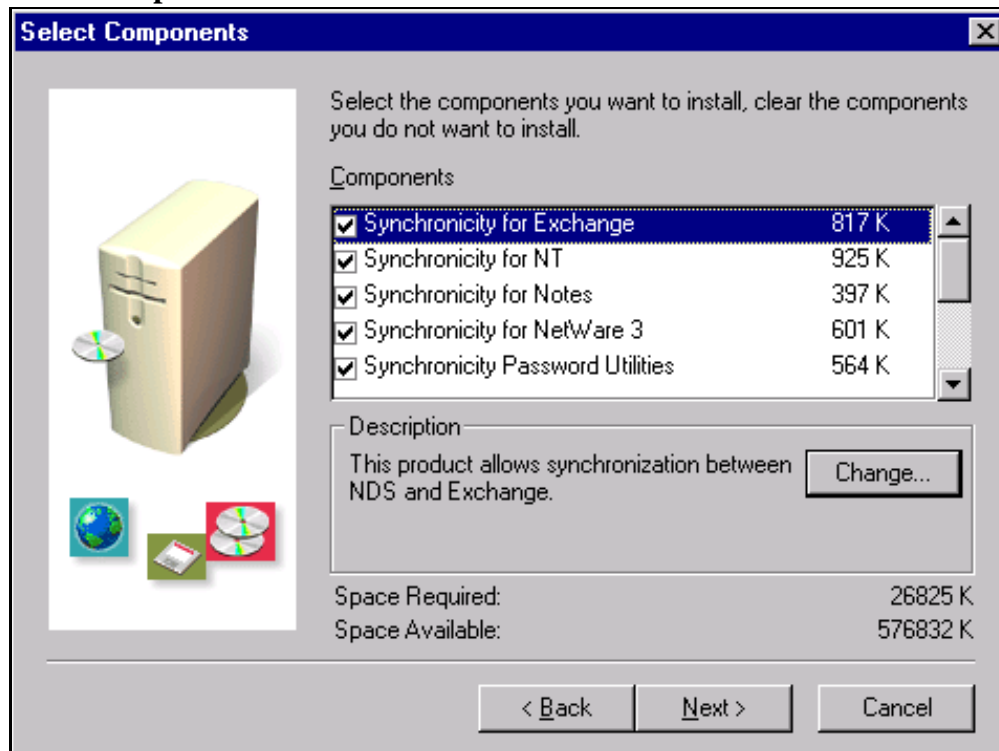 Select Components
Select the components you want to install, clear the components
you do not want to install.
Components
Synchronicity for Exchange 817 K
Synchronicity for NT 925 K
Synchronicity for Notes 397 K
Synchronicity for NetWare 3 601 K
Synchronicity Password Utilities 564 K
Description
This product allows synchronization between
NDS and Exchange.
Change...
Space Required: 26825 K
Space Available: 576832 K
< Back
Next >
Cancel